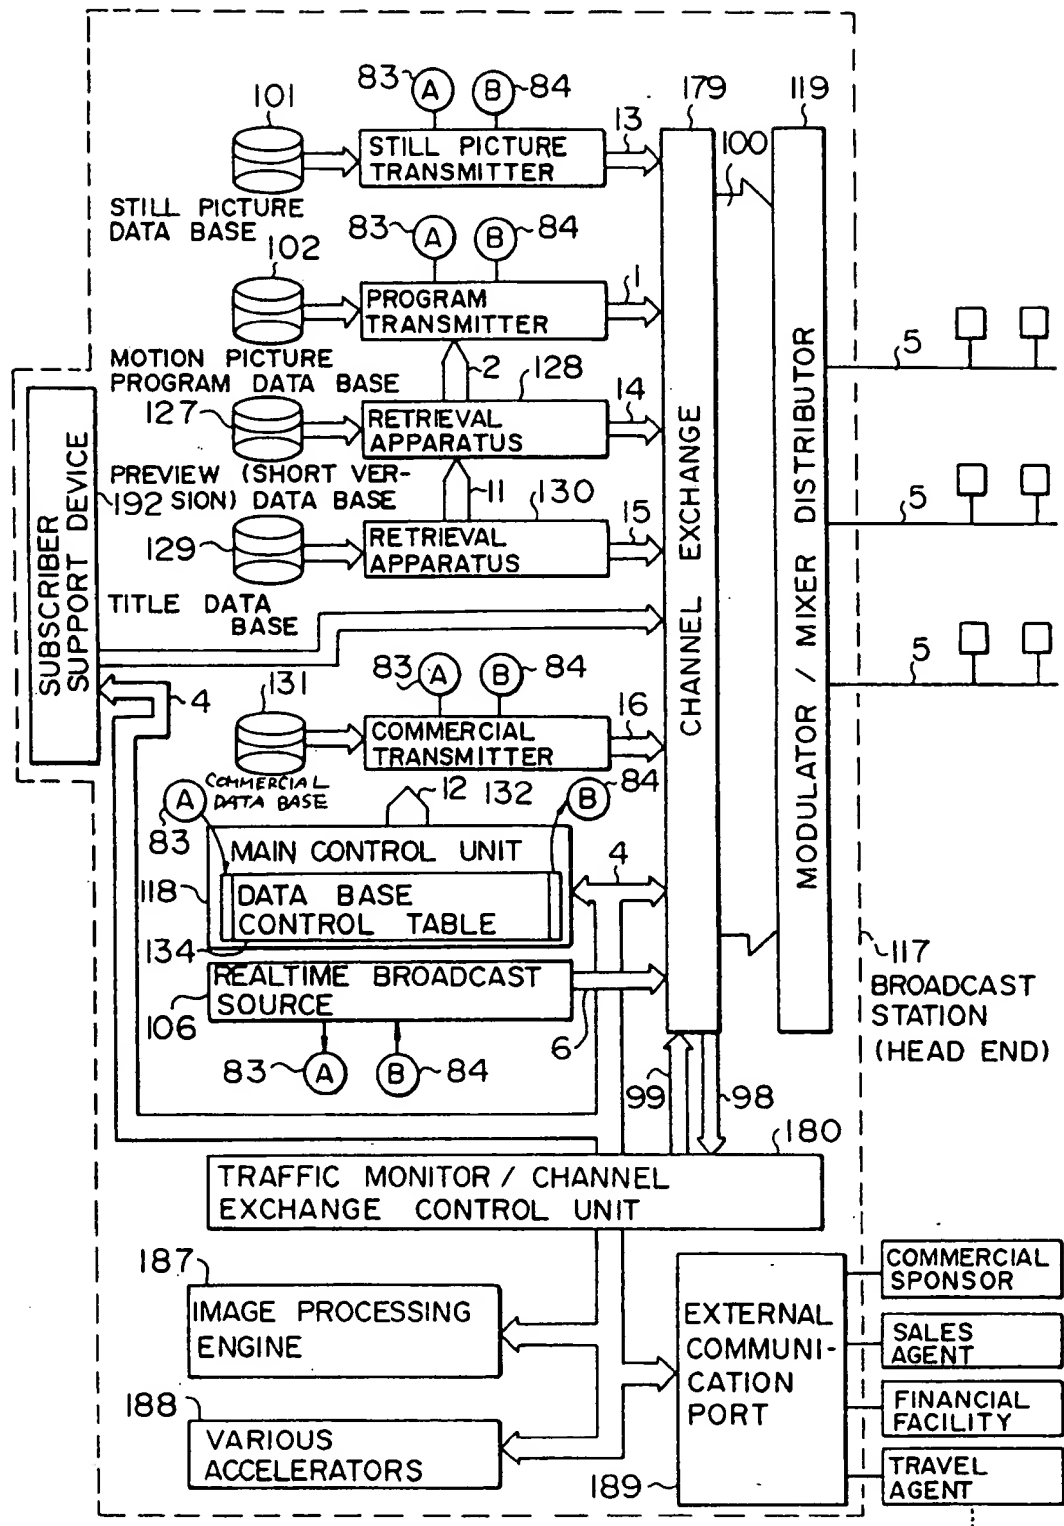 83
A
B
84
179
119
101
13
100
STILL PICTURE
TRANSMITTER
STILL PICTURE
DATA BASE
83
A
B
84
102
1
PROGRAM
TRANSMITTER
MOTION PICTURE
PROGRAM DATA BASE
2
128
5
127
14
RETRIEVAL
APPARATUS
PREVIEW (SHORT VER-
192
SION) DATA BASE
11
130
5
129
15
RETRIEVAL
APPARATUS
TITLE DATA
BASE
SUBSCRIBER
SUPPORT DEVICE
CHANNEL EXCHANGE
MODULATOR / MIXER DISTRIBUTOR
83
A
B
84
5
4
131
16
COMMERCIAL
TRANSMITTER
COMMERCIAL
DATA BASE
12
132
84
A
B
83
MAIN CONTROL UNIT
4
118
DATA BASE
CONTROL TABLE
134
REALTIME BROADCAST
SOURCE
106
6
117
BROADCAST
STATION
(HEAD END)
83
A
B
84
99
98
180
TRAFFIC MONITOR / CHANNEL
EXCHANGE CONTROL UNIT
187
IMAGE PROCESSING
ENGINE
EXTERNAL
COMMUNI-
CATION
PORT
COMMERCIAL
SPONSOR
SALES
AGENT
FINANCIAL
FACILITY
188
VARIOUS
ACCELERATORS
189
TRAVEL
AGENT